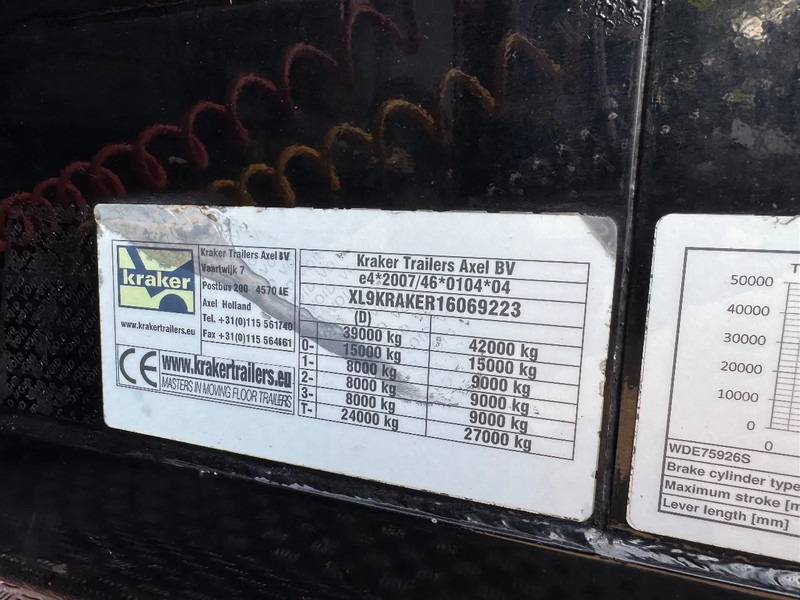 kraker
www.krakertrailers.eu
Kraker Trailers Axel BV
Vaartwijk 7
Postbus 200 4570 AE
Axel Holland
Tel. +31(0)115 561740
Fax +31(0)115 564661
CE www.krakertrailers.eu
MASTERS IN MOVING FLOOR TRAILERS
Kraker Trailers Axel BV
e4*2007/46*0104*04
XL9KRAKER16069223
(D)
39000 kg 42000 kg
0- 15000 kg 15000 kg
1- 8000 kg 9000 kg
2- 8000 kg 9000 kg
3- 8000 kg 9000 kg
T- 24000 kg 27000 kg
T
50000
40000
30000
20000
10000
0
0
WDE75926S
Brake cylinder type
Maximum stroke [m
Lever length [mm]